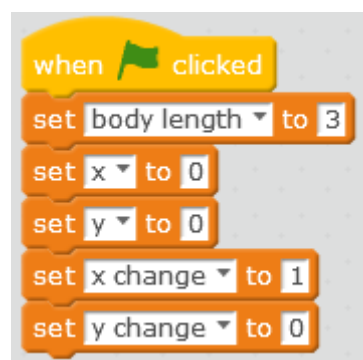 when clicked
set body length to 3
set x to 0
set y to 0
set x change to 1
set y change to 0